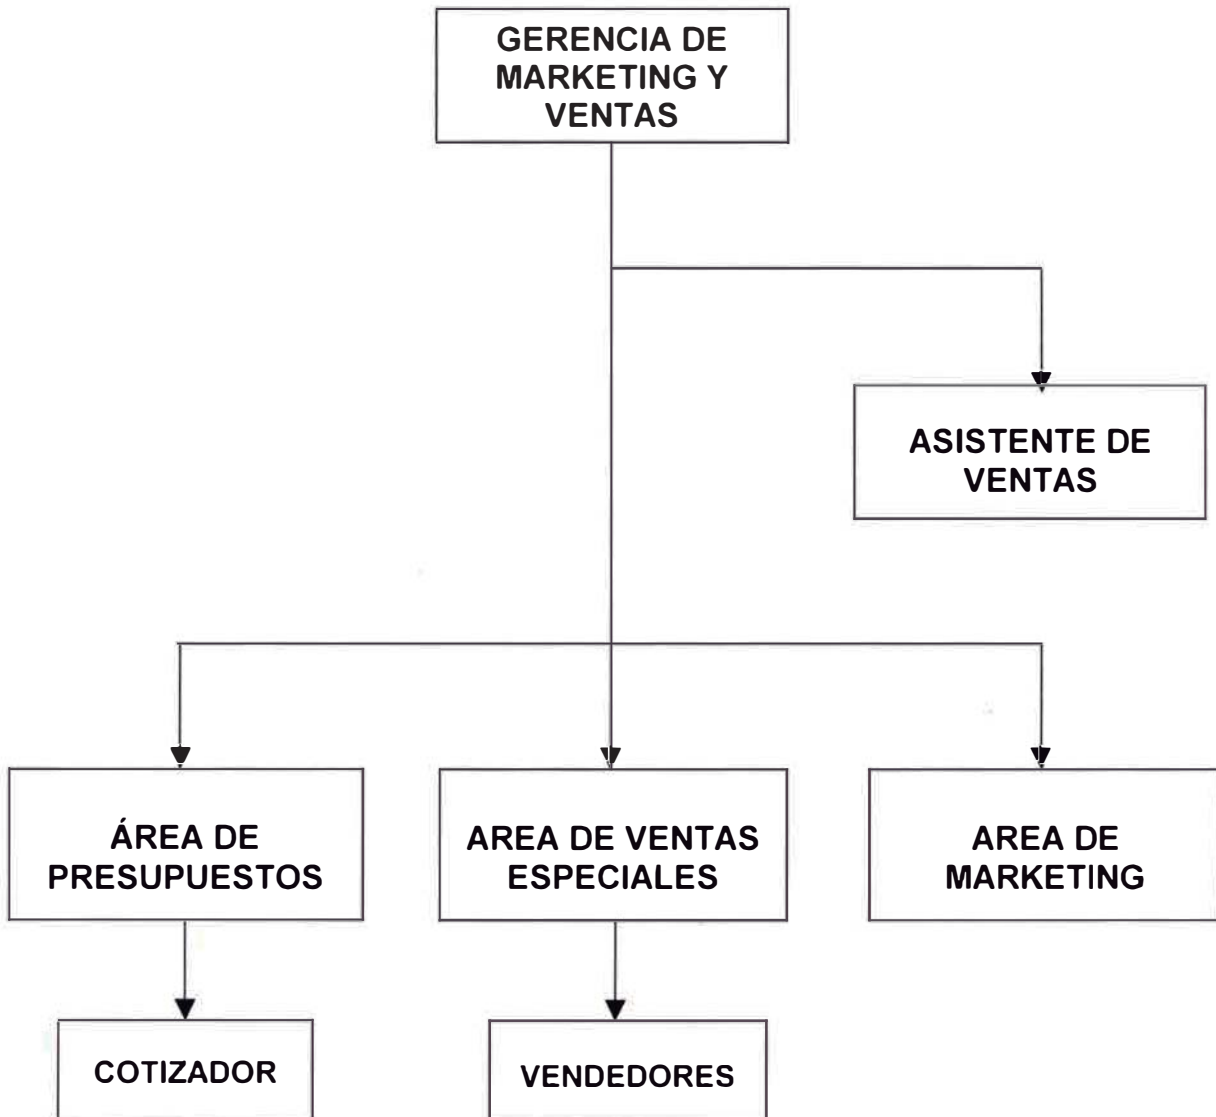 GERENCIA DE
MARKETING Y
VENTAS
ASISTENTE DE
VENTAS
ÁREA DE
PRESUPUESTOS
AREA DE VENTAS
ESPECIALES
AREA DE
MARKETING
COTIZADOR
VENDEDORES